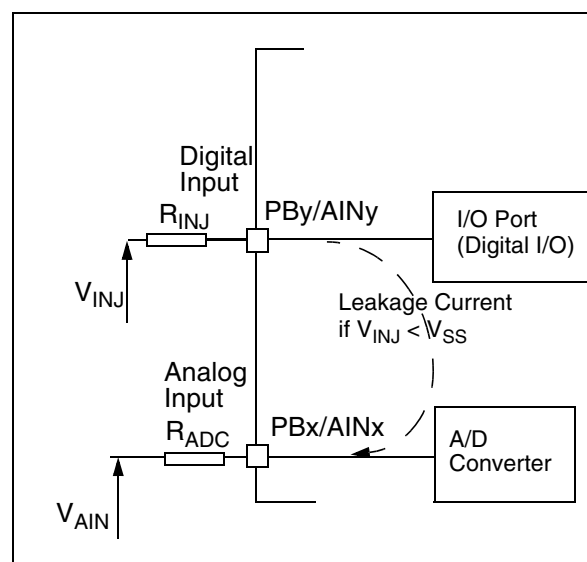 Digital
Input
R_INJ
PBy/AINy
I/O Port
(Digital I/O)
V_INJ
Leakage Current
if V_INJ < V_SS
Analog
Input
R_ADC
PBx/AINx
A/D
Converter
V_AIN